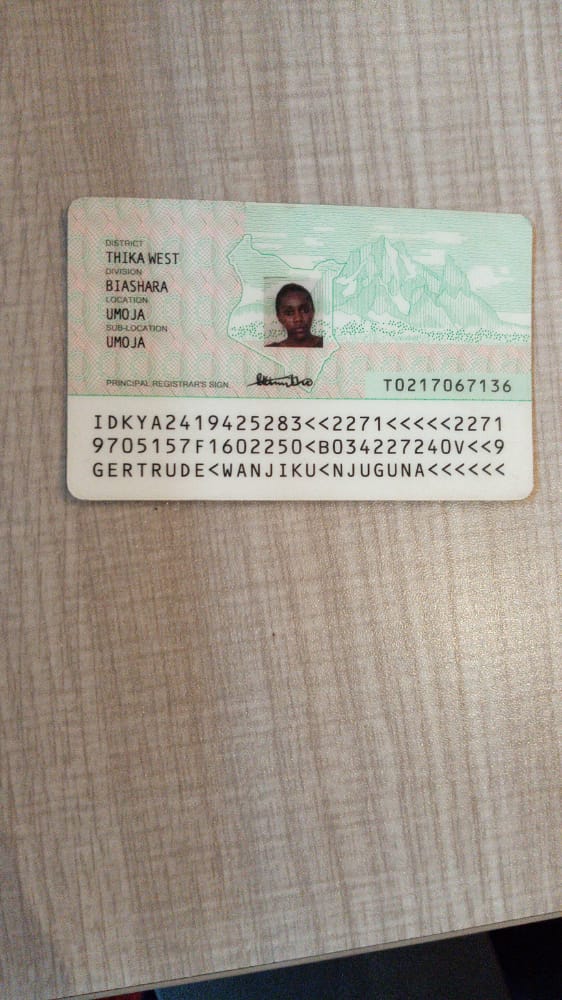 DISTRICT
THIKA WEST
DIVISION
BIASHARA
LOCATION
UMOJA
SUB-LOCATION
UMOJA
PRINCIPAL REGISTRAR'S SIGN.
T0217067136
IDKYA2419425283<<2271<<<<<2271
9705157F1602250<B034227240V<<9
GERTRUDE<WANJIKU<NJUGUNA<<<<<<